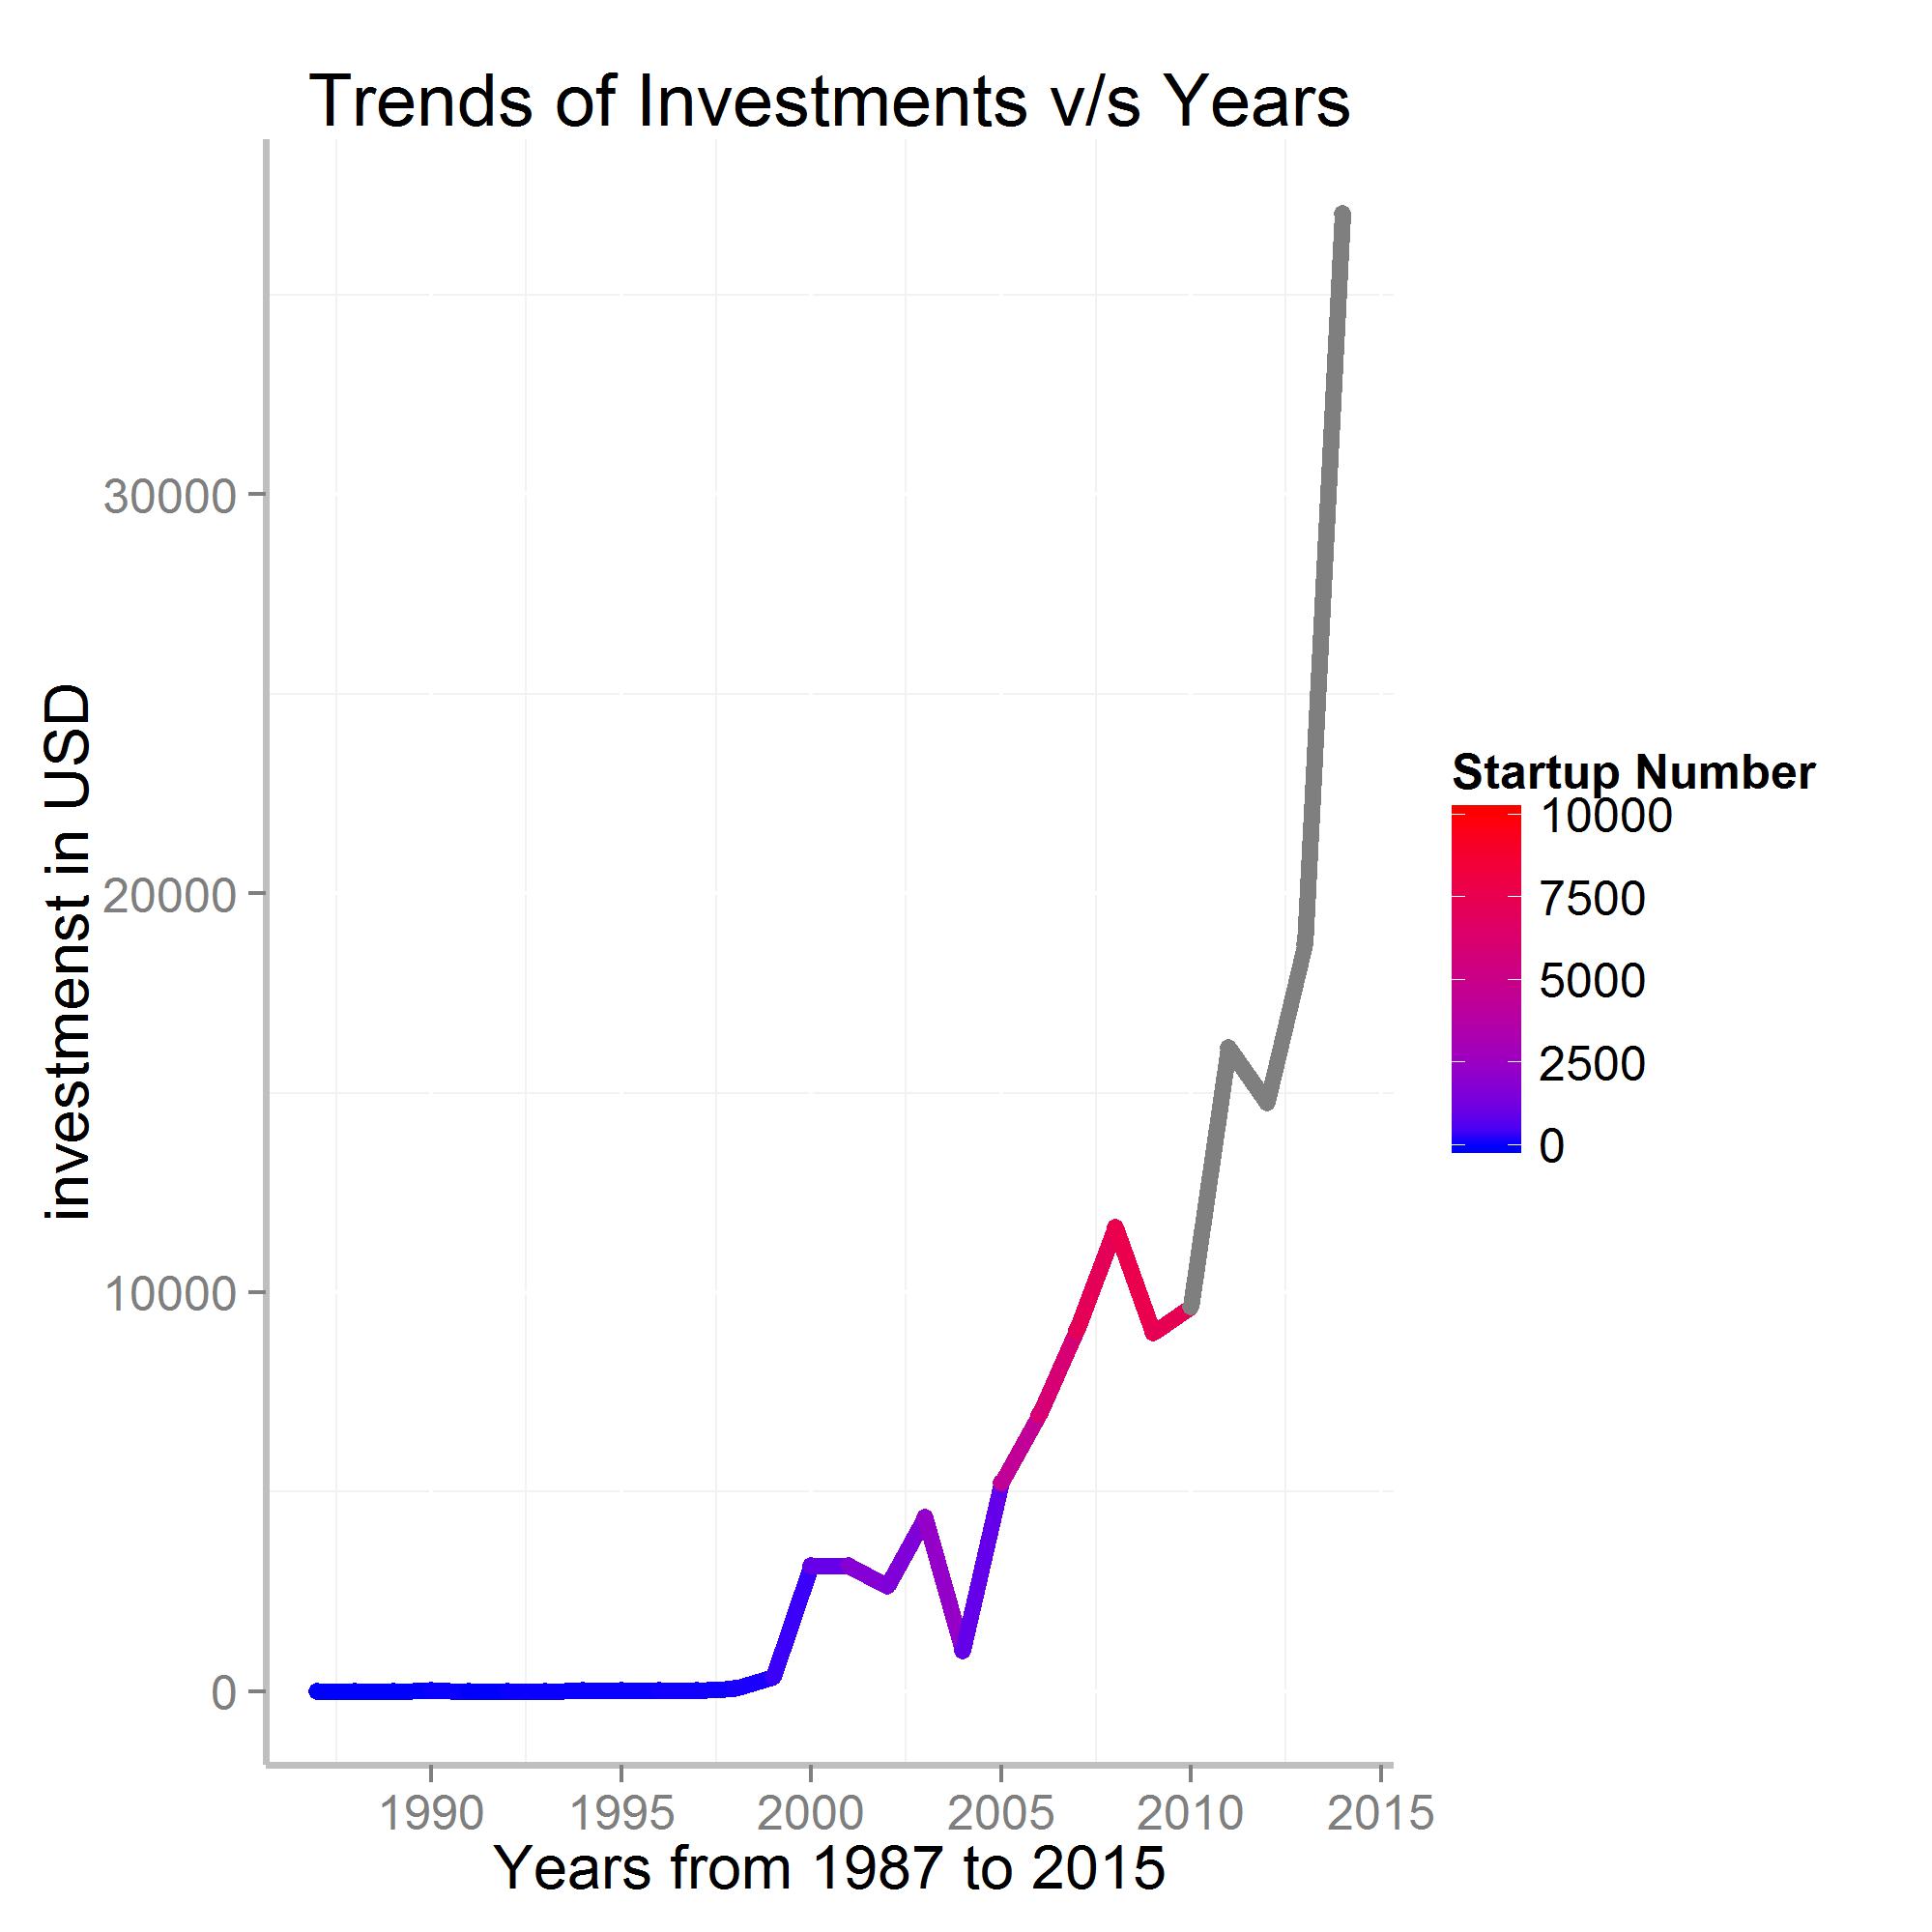 Trends of Investments v/s Years
investmenst in USD
30000
20000
10000
0
1990 1995 2000 2005 2010 2015
Years from 1987 to 2015
Startup Number
10000
7500
5000
2500
0